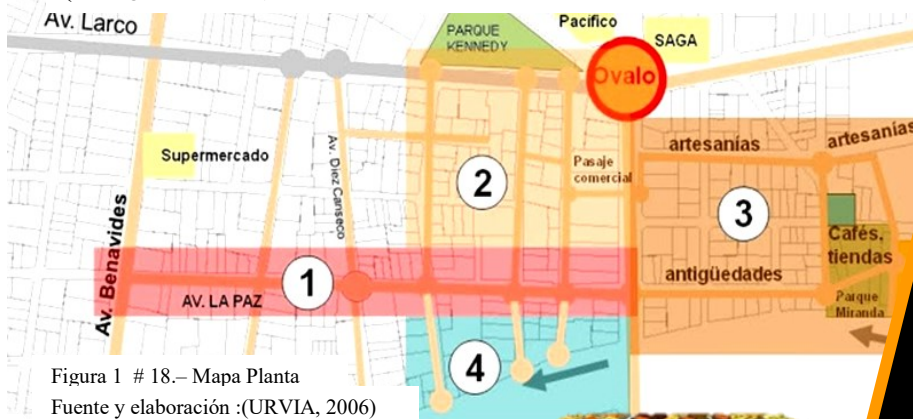 Av. Larco
PARQUE
KENNEDY
Pacífico
SAGA
Ovalo
Supermercado
Av. Diez Canseco
2
Pasaje
comercial
artesanías
artesanías
3
Cafés,
tiendas
Av. Benavides
1
AV. LA PAZ
antigüedades
Parque
Miranda
4
Figura 1 # 18.– Mapa Planta
Fuente y elaboración :(URVIA, 2006)